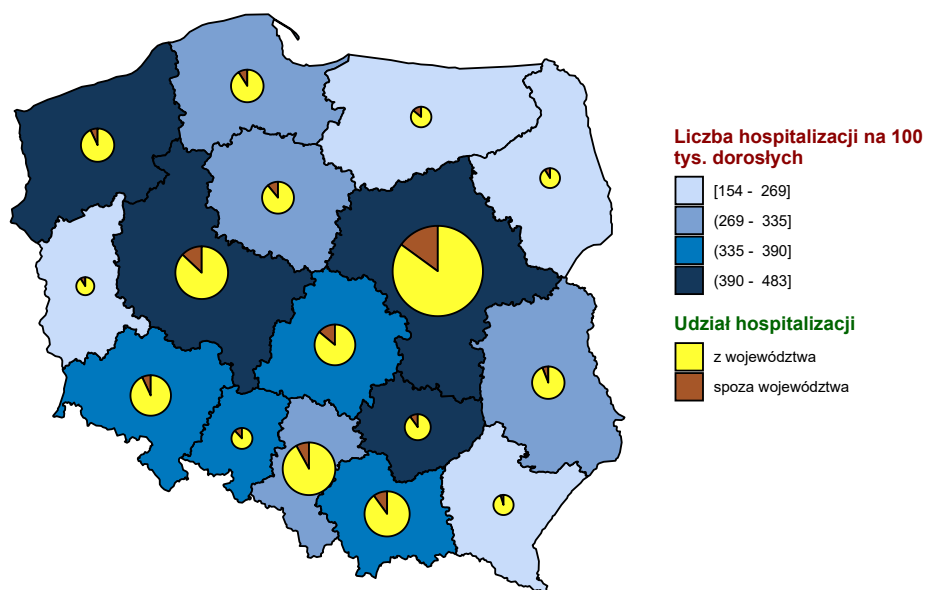 Liczba hospitalizacji na 100
tys. dorosłych
[154 - 269]
(269 - 335]
(335 - 390]
(390 - 483]
Udział hospitalizacji
z województwa
spoza województwa